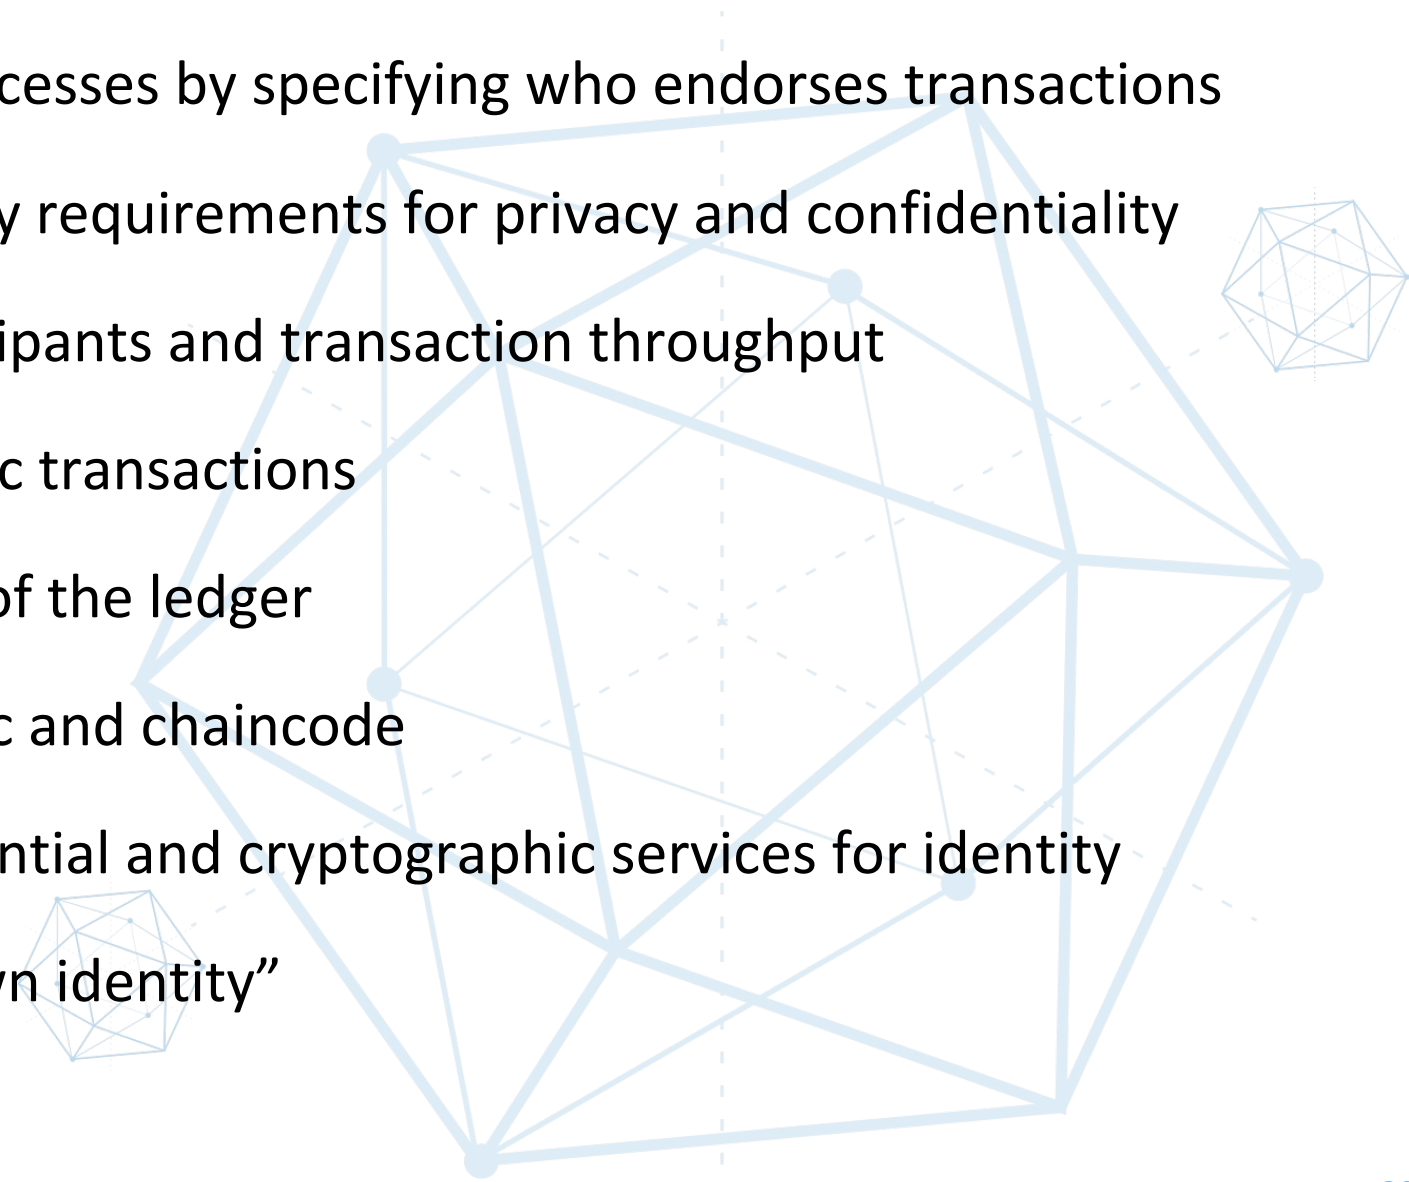 cesses by specifying who endorses transactions
y requirements for privacy and confidentiality
ipants and transaction throughput
c transactions
of the ledger
c and chaincode
ntial and cryptographic services for identity
n identity”